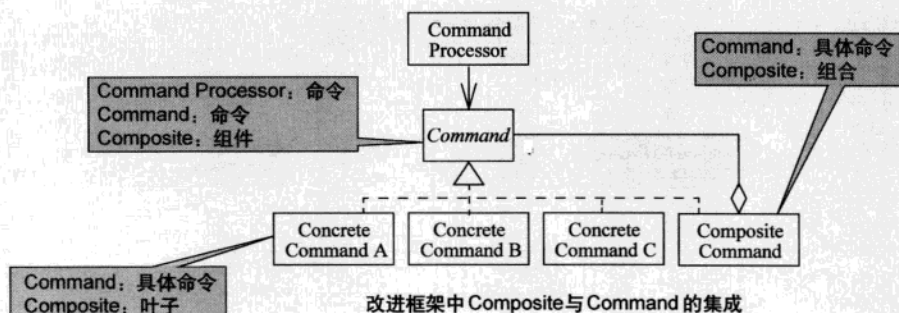 Command
Processor
Command：具体命令
Composite：组合
Command Processor：命令
Command：命令
Composite：组件
Command
Concrete
Command A
Concrete
Command B
Concrete
Command C
Composite
Command
Command：具体命令
Composite：叶子
改进框架中Composite与Command的集成